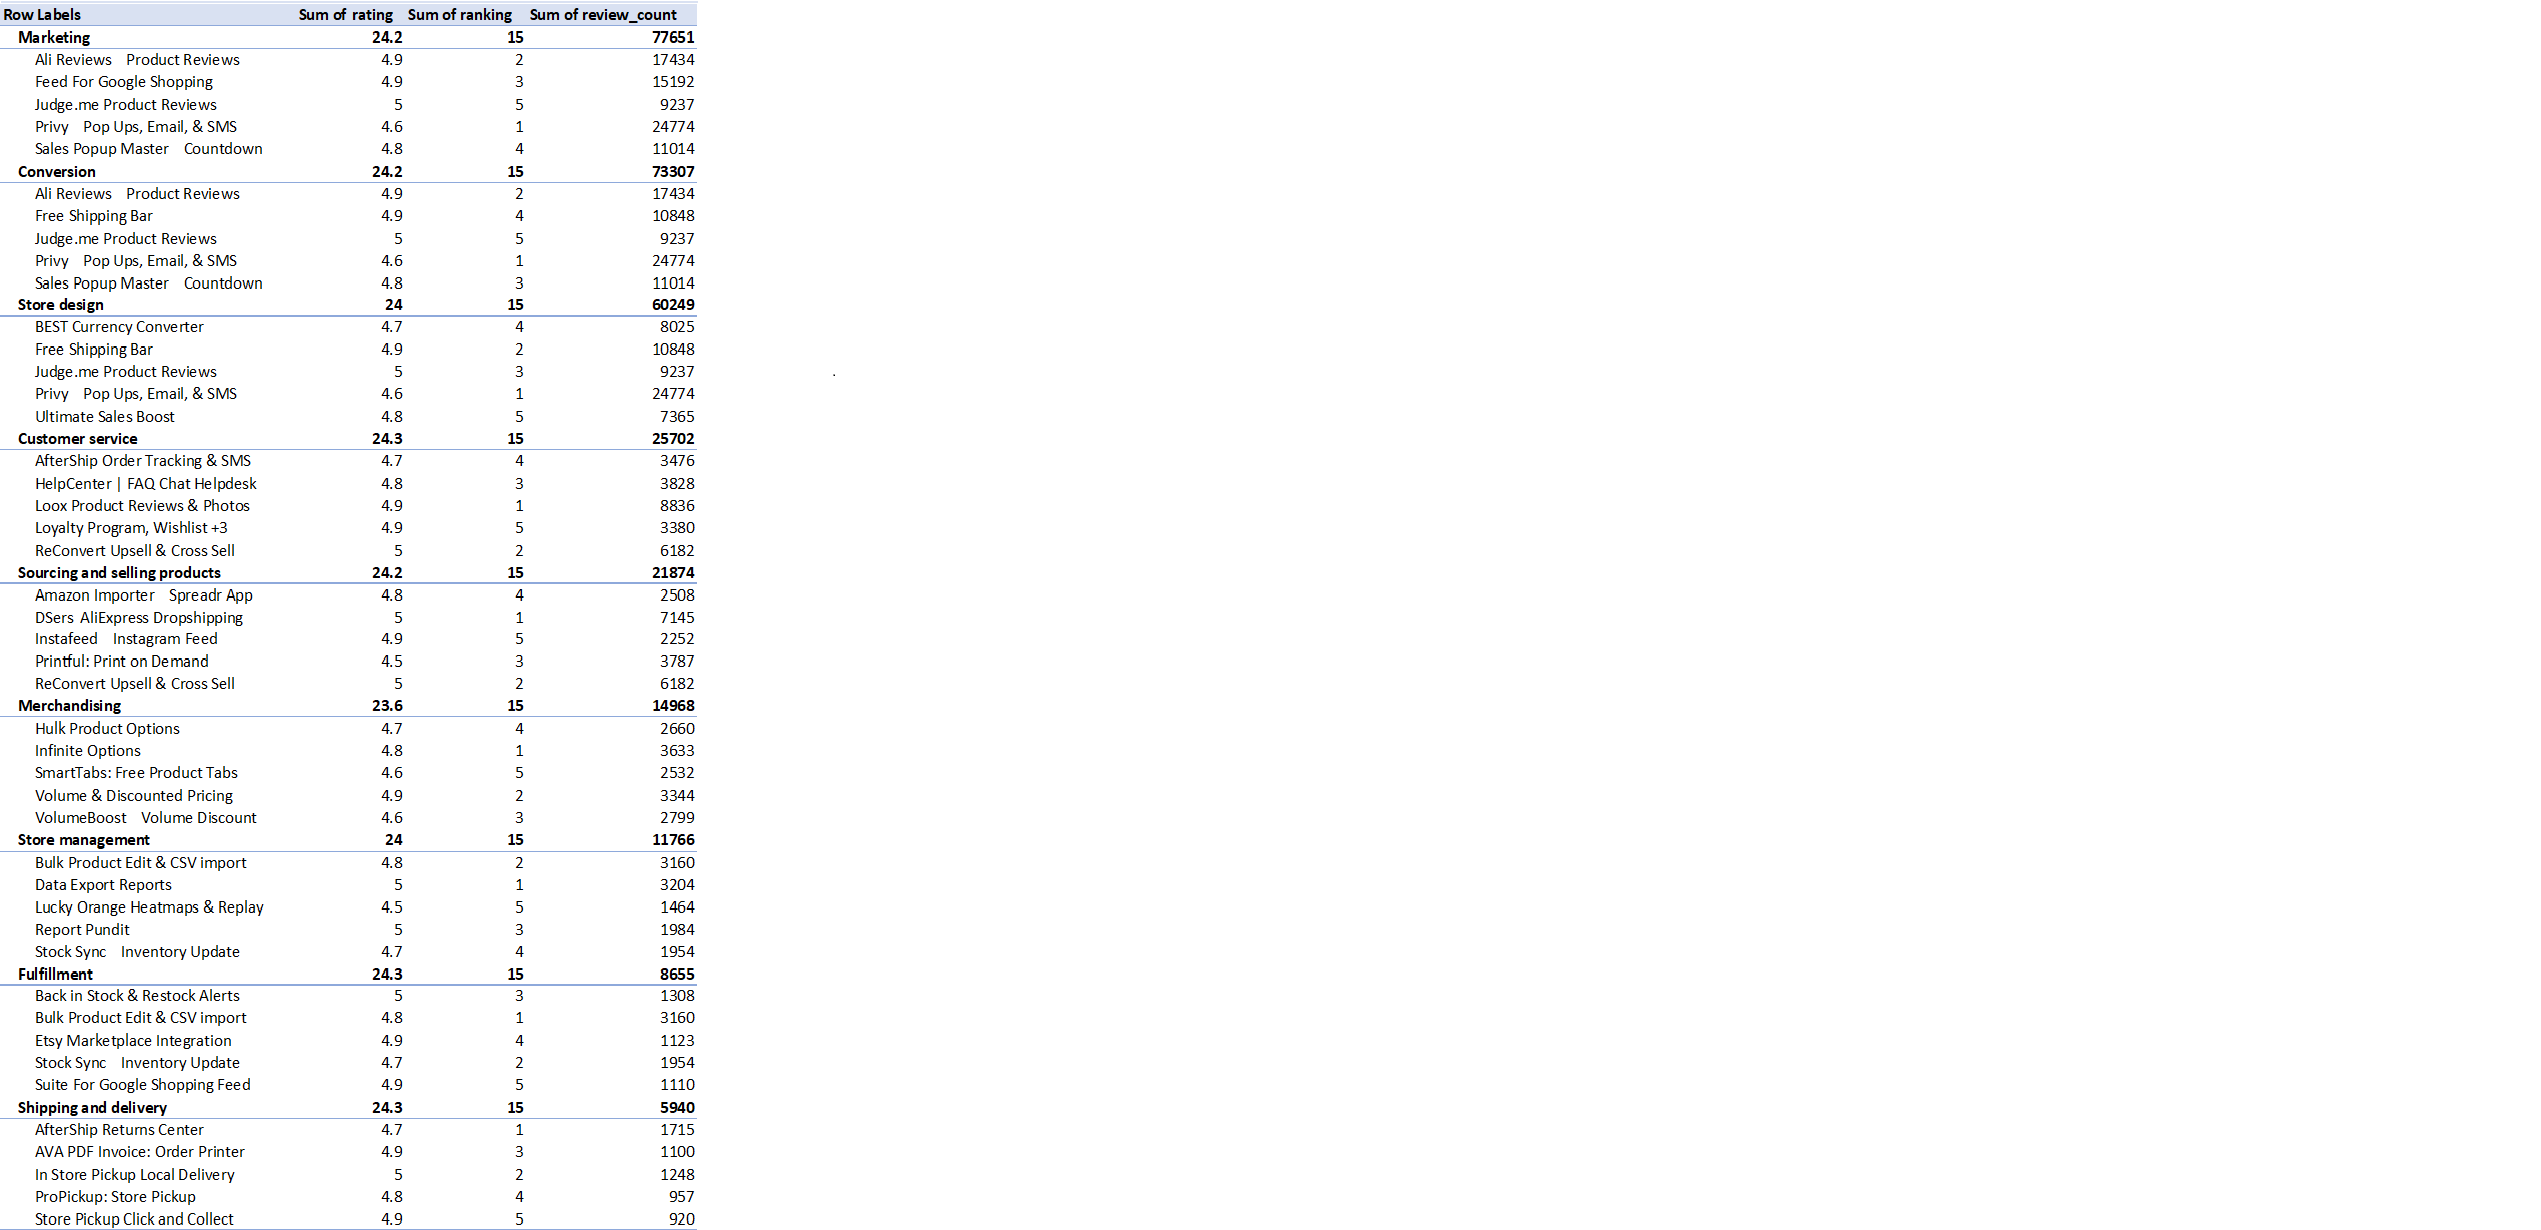 Row Labels Sum of rating Sum of ranking Sum of review_count
Marketing 24.2 15 77651
Ali Reviews Product Reviews 4.9 2 17434
Feed For Google Shopping 4.9 3 15192
Judge.me Product Reviews 5 5 9237
Privy Pop Ups, Email, & SMS 4.6 1 24774
Sales Popup Master Countdown 4.8 4 11014
Conversion 24.2 15 73307
Ali Reviews Product Reviews 4.9 2 17434
Free Shipping Bar 4.9 4 10848
Judge.me Product Reviews 5 5 9237
Privy Pop Ups, Email, & SMS 4.6 1 24774
Sales Popup Master Countdown 4.8 3 11014
Store design 24 15 60249
BEST Currency Converter 4.7 4 8025
Free Shipping Bar 4.9 2 10848
Judge.me Product Reviews 5 3 9237
Privy Pop Ups, Email, & SMS 4.6 1 24774
Ultimate Sales Boost 4.8 5 7365
Customer service 24.3 15 25702
AfterShip Order Tracking & SMS 4.7 4 3476
HelpCenter | FAQ Chat Helpdesk 4.8 3 3828
Loox Product Reviews & Photos 4.9 1 8836
Loyalty Program, Wishlist +3 4.9 5 3380
ReConvert Upsell & Cross Sell 5 2 6182
Sourcing and selling products 24.2 15 21874
Amazon Importer Spreadr App 4.8 4 2508
DSers AliExpress Dropshipping 5 1 7145
Instafeed Instagram Feed 4.9 5 2252
Printful: Print on Demand 4.5 3 3787
ReConvert Upsell & Cross Sell 5 2 6182
Merchandising 23.6 15 14968
Hulk Product Options 4.7 4 2660
Infinite Options 4.8 1 3633
SmartTabs: Free Product Tabs 4.6 5 2532
Volume & Discounted Pricing 4.9 2 3344
VolumeBoost Volume Discount 4.6 3 2799
Store management 24 15 11766
Bulk Product Edit & CSV import 4.8 2 3160
Data Export Reports 5 1 3204
Lucky Orange Heatmaps & Replay 4.5 5 1464
Report Pundit 5 3 1984
Stock Sync Inventory Update 4.7 4 1954
Fulfillment 24.3 15 8655
Back in Stock & Restock Alerts 5 3 1308
Bulk Product Edit & CSV import 4.8 1 3160
Etsy Marketplace Integration 4.9 4 1123
Stock Sync Inventory Update 4.7 2 1954
Suite For Google Shopping Feed 4.9 5 1110
Shipping and delivery 24.3 15 5940
AfterShip Returns Center 4.7 1 1715
AVA PDF Invoice: Order Printer 4.9 3 1100
In Store Pickup Local Delivery 5 2 1248
ProPickup: Store Pickup 4.8 4 957
Store Pickup Click and Collect 4.9 5 920